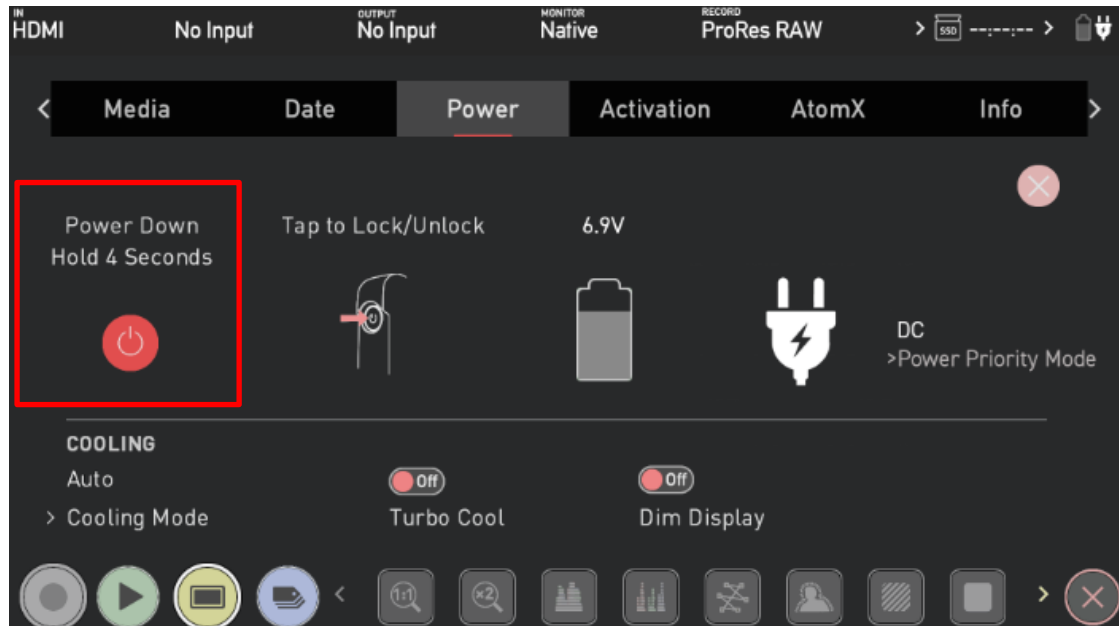 IN OUTPUT MONITOR RECORD
HDMI No Input No Input Native ProRes RAW > SSD --:--:-- >
< Media Date Power Activation AtomX Info >
Power Down
Hold 4 Seconds
Tap to Lock/Unlock
6.9V
DC
>Power Priority Mode
COOLING
Auto Off Off
> Cooling Mode Turbo Cool Dim Display
< 1:1 x2 >